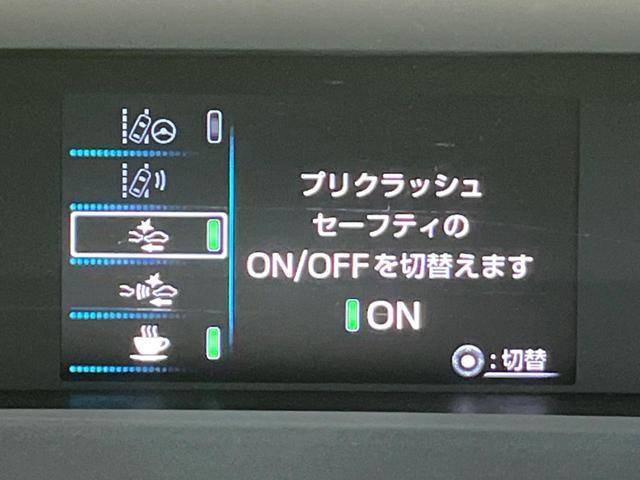 プリクラッシュ
セーフティの
ON/OFFを切替えます
ON
:切替